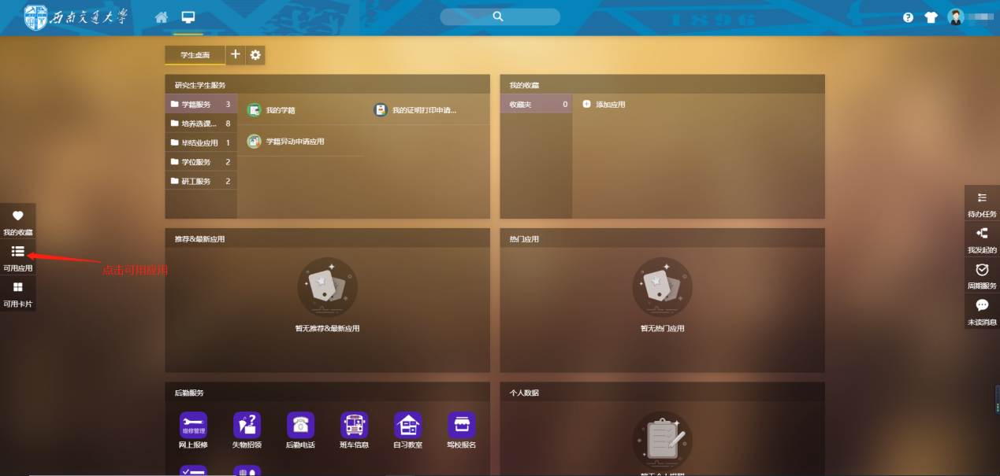 西南交通大学
1896
学生桌面
研究生学生服务
学籍服务 3
培养选课... 8
毕结业应用 1
学位服务 2
研工服务 2
我的学籍
我的证明打印申请...
学籍异动申请应用
我的收藏
收藏夹 0
添加应用
我的收藏
可用应用
可用卡片
点击可用应用
待办任务
我发起的
周期服务
未读消息
推荐&最新应用
暂无推荐&最新应用
热门应用
暂无热门应用
后勤服务
维修管理
网上报修
失物招领
后勤电话
班车信息
自习教室
驾校报名
个人数据